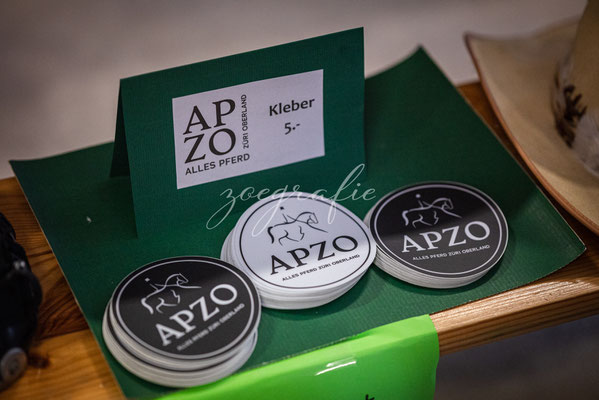 AP
ZO
ZÜRI OBERLAND
ALLES PFERD
Kleber
5.-
zoegrafie
APZO
ALLES PFERD ZÜRI OBERLAND
APZO
ALLES PFERD ZÜRI OBERLAND
APZO
ALLES PFERD ZÜRI OBERLAND